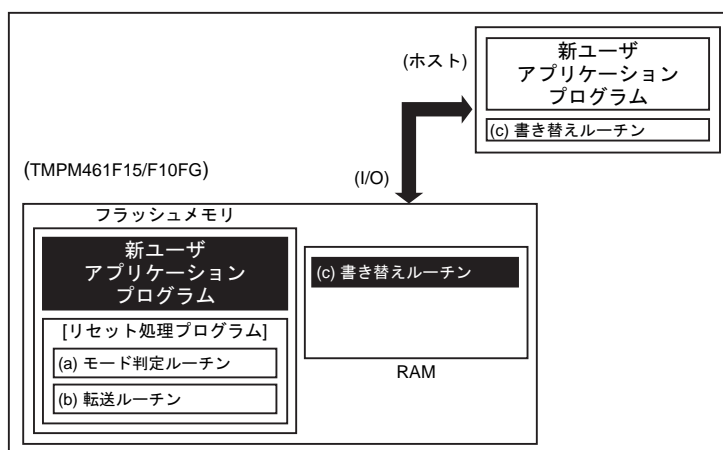 (ホスト)
新ユーザ
アプリケーション
プログラム
(c) 書き替えルーチン
(TMPM461F15/F10FG)
(I/O)
フラッシュメモリ
新ユーザ
アプリケーション
プログラム
[リセット処理プログラム]
(a) モード判定ルーチン
(b) 転送ルーチン
(c) 書き替えルーチン
RAM